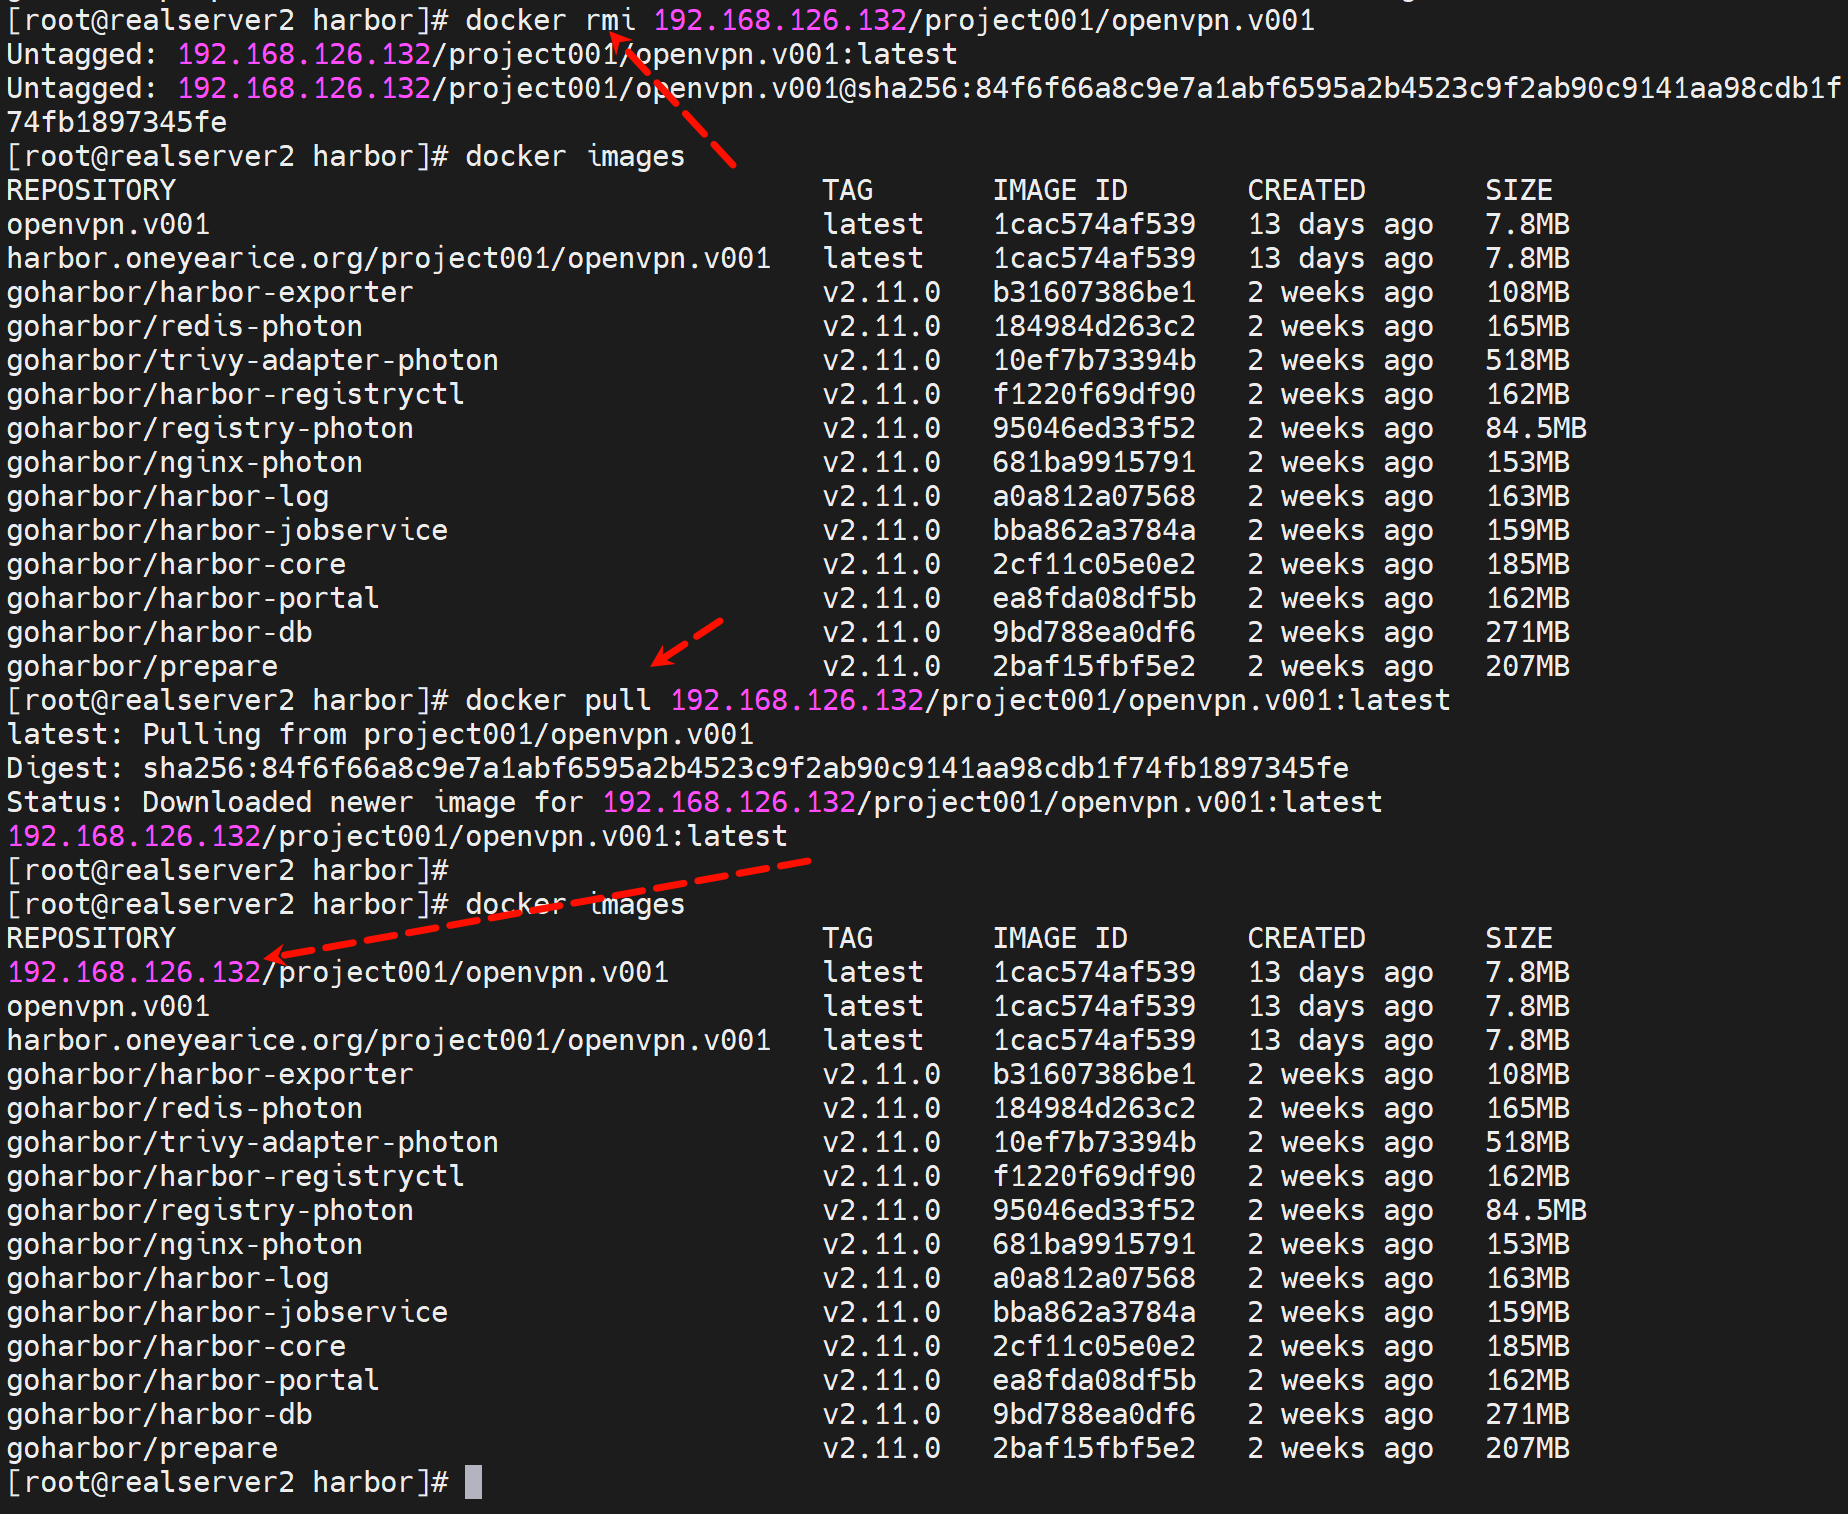 [root@realserver2 harbor]# docker rmi 192.168.126.132/project001/openvpn.v001
Untagged: 192.168.126.132/project001/openvpn.v001:latest
Untagged: 192.168.126.132/project001/openvpn.v001@sha256:84f6f66a8c9e7a1abf6595a2b4523c9f2ab90c9141aa98cdb1f
74fb1897345fe
[root@realserver2 harbor]# docker images
REPOSITORY TAG IMAGE ID CREATED SIZE
openvpn.v001 latest 1cac574af539 13 days ago 7.8MB
harbor.oneyearice.org/project001/openvpn.v001 latest 1cac574af539 13 days ago 7.8MB
goharbor/harbor-exporter v2.11.0 b31607386be1 2 weeks ago 108MB
goharbor/redis-photon v2.11.0 184984d263c2 2 weeks ago 165MB
goharbor/trivy-adapter-photon v2.11.0 10ef7b73394b 2 weeks ago 518MB
goharbor/harbor-registryctl v2.11.0 f1220f69df90 2 weeks ago 162MB
goharbor/registry-photon v2.11.0 95046ed33f52 2 weeks ago 84.5MB
goharbor/nginx-photon v2.11.0 681ba9915791 2 weeks ago 153MB
goharbor/harbor-log v2.11.0 a0a812a07568 2 weeks ago 163MB
goharbor/harbor-jobservice v2.11.0 bba862a3784a 2 weeks ago 159MB
goharbor/harbor-core v2.11.0 2cf11c05e0e2 2 weeks ago 185MB
goharbor/harbor-portal v2.11.0 ea8fda08df5b 2 weeks ago 162MB
goharbor/harbor-db v2.11.0 9bd788ea0df6 2 weeks ago 271MB
goharbor/prepare v2.11.0 2baf15fbf5e2 2 weeks ago 207MB
[root@realserver2 harbor]# docker pull 192.168.126.132/project001/openvpn.v001:latest
latest: Pulling from project001/openvpn.v001
Digest: sha256:84f6f66a8c9e7a1abf6595a2b4523c9f2ab90c9141aa98cdb1f74fb1897345fe
Status: Downloaded newer image for 192.168.126.132/project001/openvpn.v001:latest
192.168.126.132/project001/openvpn.v001:latest
[root@realserver2 harbor]#
[root@realserver2 harbor]# docker images
REPOSITORY TAG IMAGE ID CREATED SIZE
192.168.126.132/project001/openvpn.v001 latest 1cac574af539 13 days ago 7.8MB
openvpn.v001 latest 1cac574af539 13 days ago 7.8MB
harbor.oneyearice.org/project001/openvpn.v001 latest 1cac574af539 13 days ago 7.8MB
goharbor/harbor-exporter v2.11.0 b31607386be1 2 weeks ago 108MB
goharbor/redis-photon v2.11.0 184984d263c2 2 weeks ago 165MB
goharbor/trivy-adapter-photon v2.11.0 10ef7b73394b 2 weeks ago 518MB
goharbor/harbor-registryctl v2.11.0 f1220f69df90 2 weeks ago 162MB
goharbor/registry-photon v2.11.0 95046ed33f52 2 weeks ago 84.5MB
goharbor/nginx-photon v2.11.0 681ba9915791 2 weeks ago 153MB
goharbor/harbor-log v2.11.0 a0a812a07568 2 weeks ago 163MB
goharbor/harbor-jobservice v2.11.0 bba862a3784a 2 weeks ago 159MB
goharbor/harbor-core v2.11.0 2cf11c05e0e2 2 weeks ago 185MB
goharbor/harbor-portal v2.11.0 ea8fda08df5b 2 weeks ago 162MB
goharbor/harbor-db v2.11.0 9bd788ea0df6 2 weeks ago 271MB
goharbor/prepare v2.11.0 2baf15fbf5e2 2 weeks ago 207MB
[root@realserver2 harbor]#